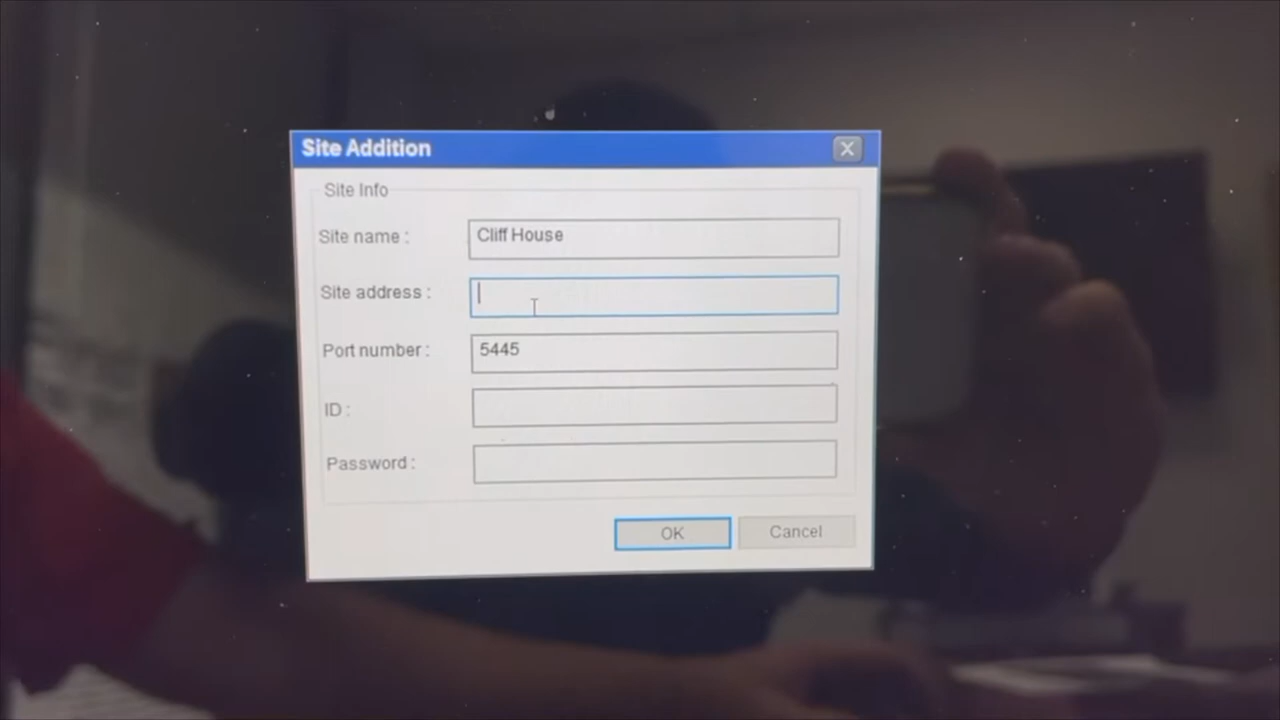 Site Addition
Site Info
Site name : Cliff House
Site address :
Port number : 5445
ID :
Password :
OK Cancel